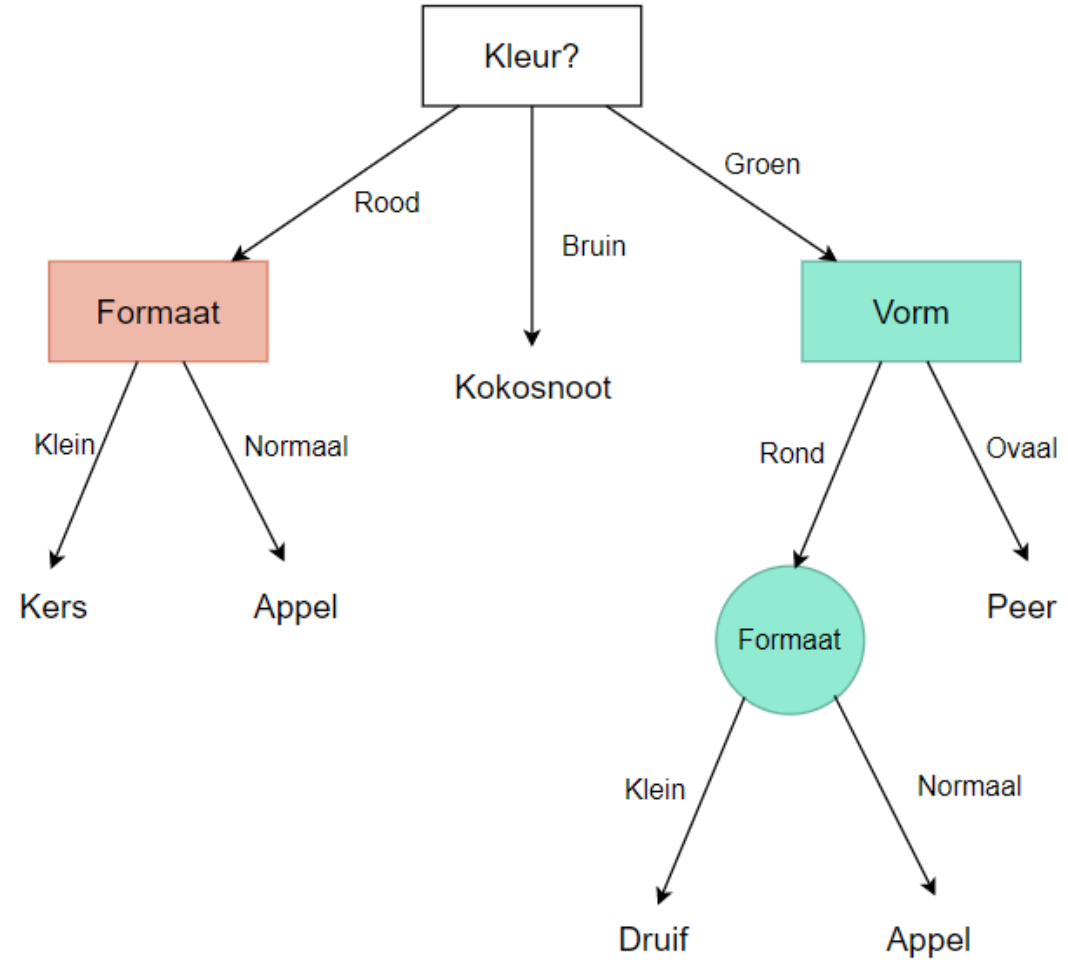 Kleur?
Groen
Rood
Bruin
Formaat
Vorm
Kokosnoot
Klein
Normaal
Rond
Ovaal
Kers
Appel
Peer
Formaat
Klein
Normaal
Druif
Appel